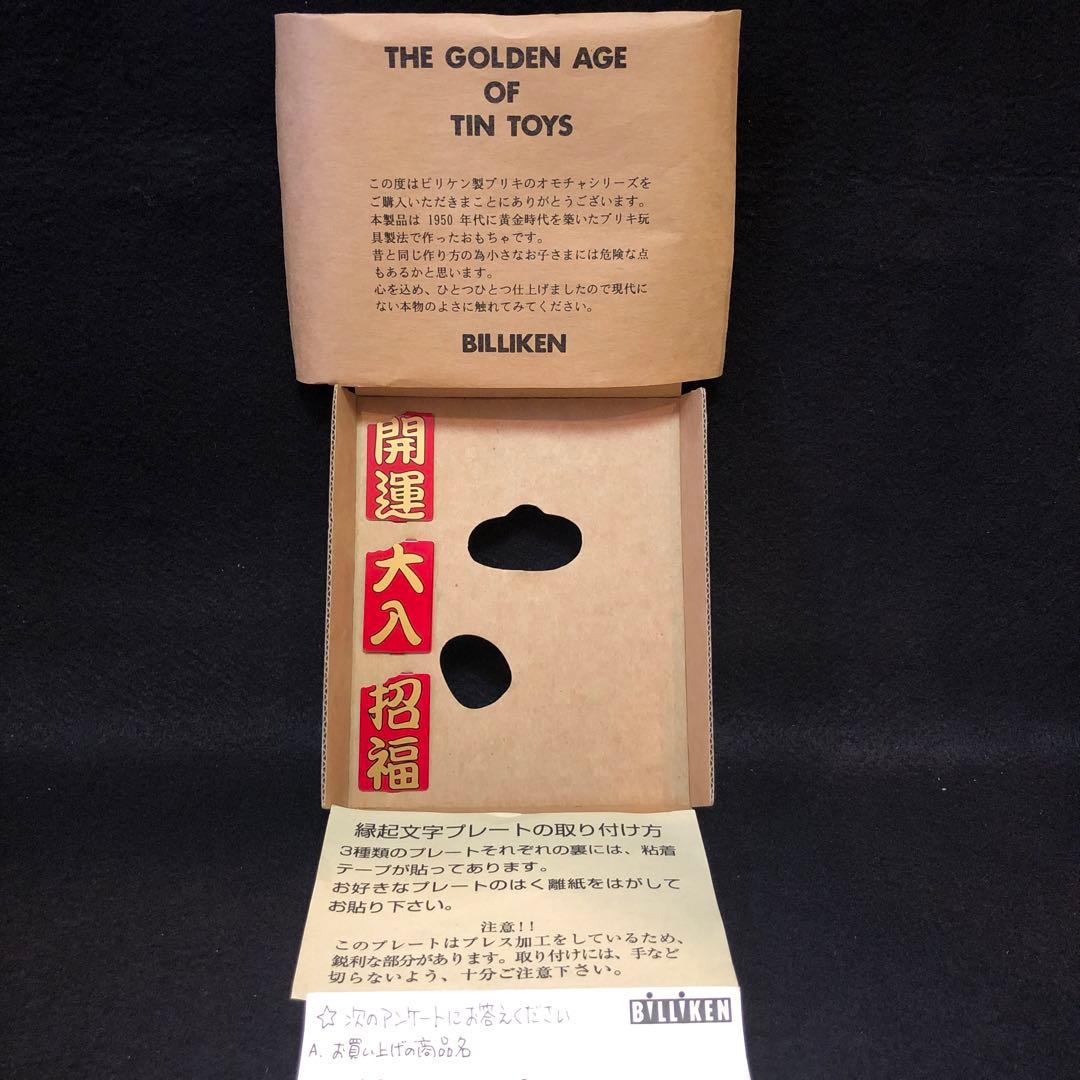 THE GOLDEN AGE
OF
TIN TOYS
この度はビリケン製ブリキのオモチャシリーズを
ご購入いただきまことにありがとうございます。
本製品は 1950 年代に黄金時代を築いたブリキ玩
具製法で作ったおもちゃです。
昔と同じ作り方の為小さなお子さまには危険な点
もあるかと思います。
心を込め、ひとつひとつ仕上げましたので現代に
ない本物のよさに触れてみてください。
BILLIKEN
開運
大入
招福
縁起文字プレートの取り付け方
3種類のプレートそれぞれの裏には、粘着
テープが貼ってあります。
お好きなプレートのはく離紙をはがして
お貼り下さい。
注意!!
このプレートはプレス加工をしているため、
鋭利な部分があります。取り付けには、手など
切らないよう、十分ご注意下さい。
☆ 次のアンケートにお答えください
BILLIKEN
A. お買い上げの商品名